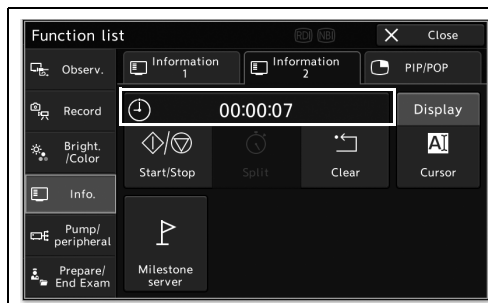 Function list
RDI NBI
Close
Observ.
Information
1
Information
2
PIP/POP
Record
00:00:07
Display
Bright.
/Color
Start/Stop
Split
Clear
A
Cursor
Info.
Pump/
peripheral
Milestone
server
Prepare/
End Exam